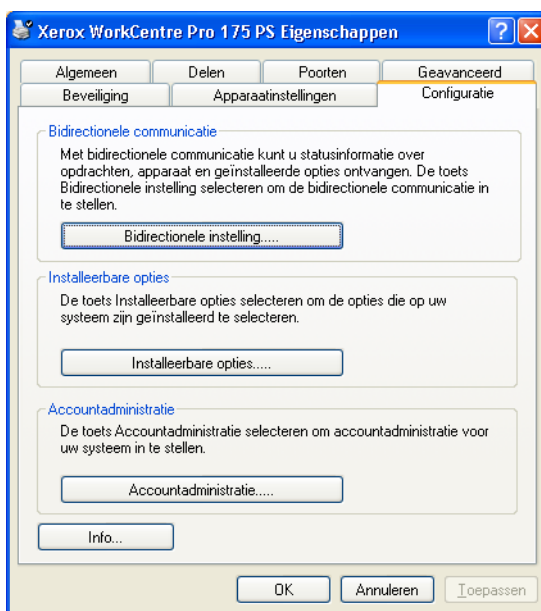 Xerox WorkCentre Pro 175 PS Eigenschappen
Algemeen Delen Poorten Geavanceerd
Beveiliging Apparaatinstellingen Configuratie
Bidirectionele communicatie
Met bidirectionele communicatie kunt u statusinformatie over
opdrachten, apparaat en geïnstalleerde opties ontvangen. De toets
Bidirectionele instelling selecteren om de bidirectionele communicatie in
te stellen.
Bidirectionele instelling.....
Installeerbare opties
De toets Installeerbare opties selecteren om de opties die op uw
systeem zijn geïnstalleerd te selecteren.
Installeerbare opties.....
Accountadministratie
De toets Accountadministratie selecteren om accountadministratie voor
uw systeem in te stellen.
Accountadministratie.....
Info...
OK Annuleren Toepassen